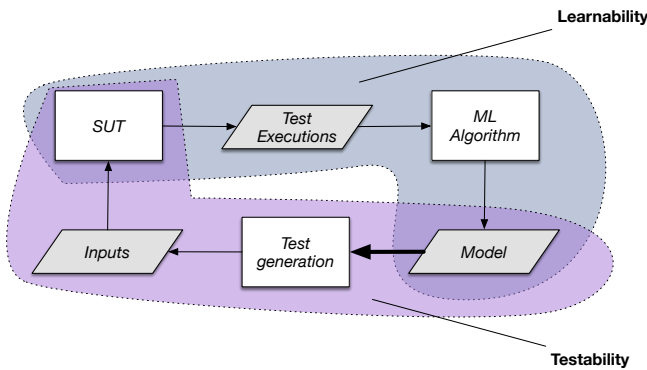 Learnability
SUT
Test
Executions
ML
Algorithm
Inputs
Test
generation
Model
Testability